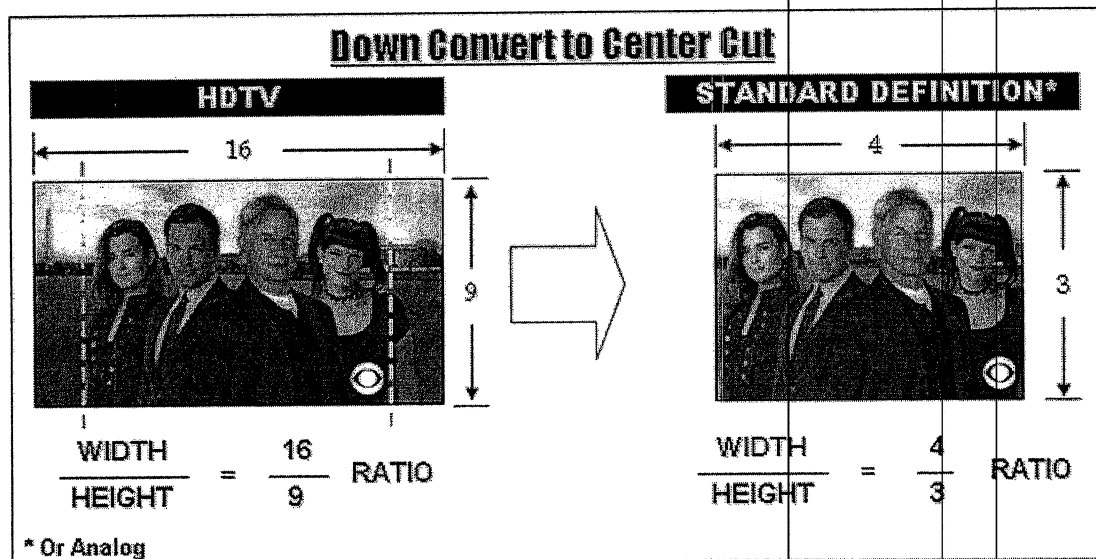 Down Convert to Center Cut
HDTV
STANDARD DEFINITION*
16
4
9
3
WIDTH
HEIGHT
=
16
9
RATIO
WIDTH
HEIGHT
=
4
3
RATIO
* Or Analog